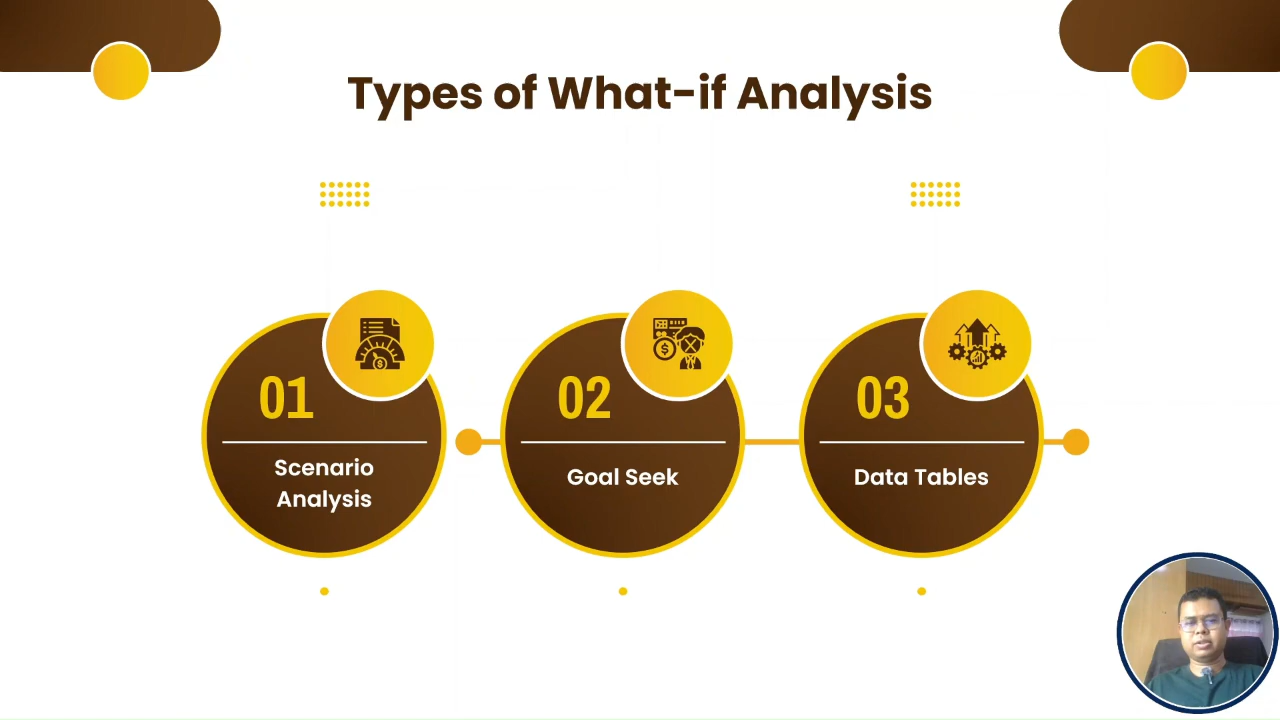 Types of What-if Analysis
01
Scenario
Analysis
02
Goal Seek
03
Data Tables